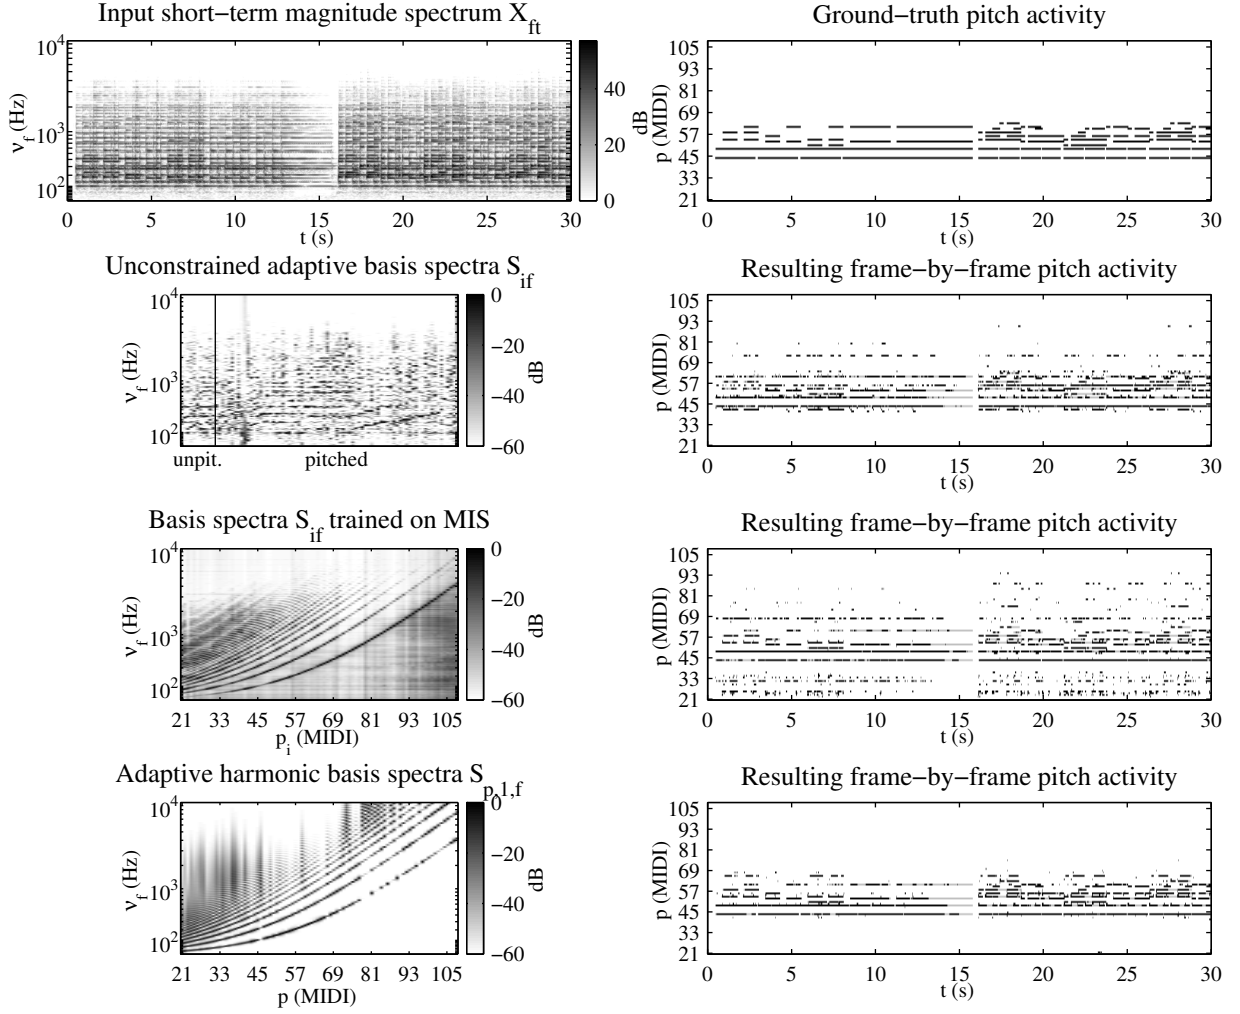 Input short−term magnitude spectrum X_ft
10^4
10^3
10^2
ν_f (Hz)
0 5 10 15 20 25 30
t (s)
40
20
0
dB
Ground−truth pitch activity
105
93
81
69
57
45
33
21
p (MIDI)
0 5 10 15 20 25 30
t (s)
Unconstrained adaptive basis spectra S_if
10^4
10^3
10^2
ν_f (Hz)
unpit. pitched
0
−20
−40
−60
dB
Resulting frame−by−frame pitch activity
105
93
81
69
57
45
33
21
p (MIDI)
0 5 10 15 20 25 30
t (s)
Basis spectra S_if trained on MIS
10^4
10^3
10^2
ν_f (Hz)
21 33 45 57 69 81 93 105
p_i (MIDI)
0
−20
−40
−60
dB
Resulting frame−by−frame pitch activity
105
93
81
69
57
45
33
21
p (MIDI)
0 5 10 15 20 25 30
t (s)
Adaptive harmonic basis spectra S_p,1,f
10^4
10^3
10^2
ν_f (Hz)
21 33 45 57 69 81 93 105
p (MIDI)
0
−20
−40
−60
dB
Resulting frame−by−frame pitch activity
105
93
81
69
57
45
33
21
p (MIDI)
0 5 10 15 20 25 30
t (s)